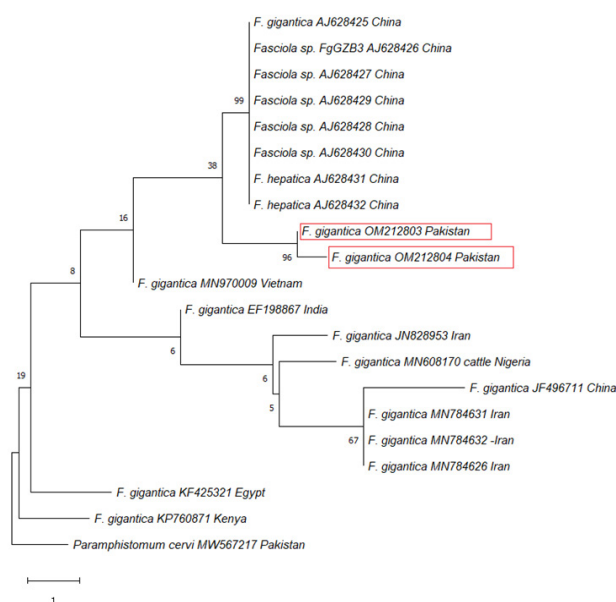 F. gigantica AJ628425 China
Fasciola sp. FgGZB3 AJ628426 China
Fasciola sp. AJ628427 China
99
Fasciola sp. AJ628429 China
Fasciola sp. AJ628428 China
Fasciola sp. AJ628430 China
38
F. hepatica AJ628431 China
F. hepatica AJ628432 China
16
F. gigantica OM212803 Pakistan
96
F. gigantica OM212804 Pakistan
8
F. gigantica MN970009 Vietnam
F. gigantica EF198867 India
6
F. gigantica JN828953 Iran
F. gigantica MN608170 cattle Nigeria
6
19
F. gigantica JF496711 China
5
F. gigantica MN784631 Iran
67
F. gigantica MN784632 -Iran
F. gigantica MN784626 Iran
F. gigantica KF425321 Egypt
F. gigantica KP760871 Kenya
Paramphistomum cervi MW567217 Pakistan
1